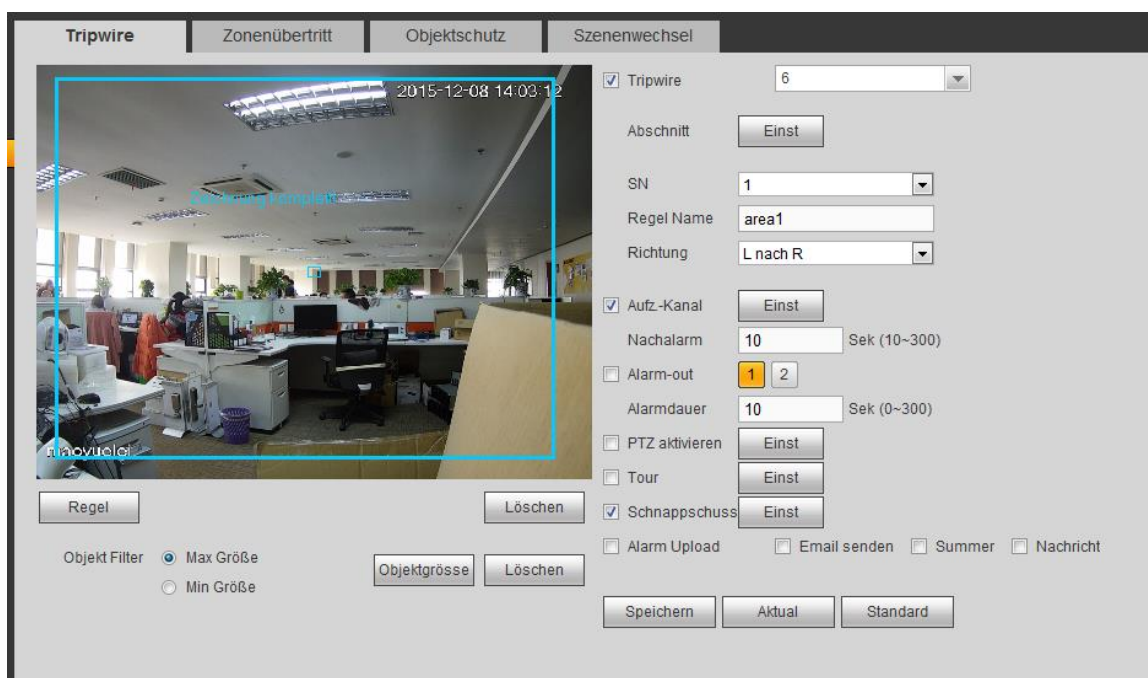 Tripwire Zonenübertritt Objektschutz Szenenwechsel
2015-12-08 14:03:12
Zeichnung komplett!
Regel Löschen
Objekt Filter Max Größe
Min Größe
Objektgrösse Löschen
Tripwire 6
Abschnitt Einst
SN 1
Regel Name area1
Richtung L nach R
Aufz.-Kanal Einst
Nachalarm 10 Sek (10~300)
Alarm-out 1 2
Alarmdauer 10 Sek (0~300)
PTZ aktivieren Einst
Tour Einst
Schnappschuss Einst
Alarm Upload Email senden Summer Nachricht
Speichern Aktual Standard